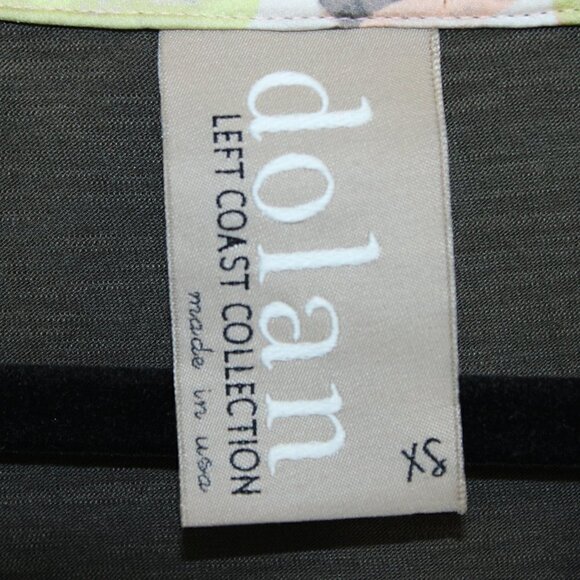 dolan
LEFT COAST COLLECTION
made in usa
XS